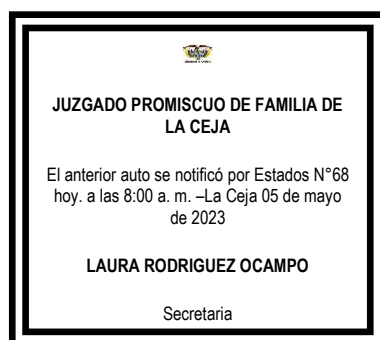 JUZGADO PROMISCUO DE FAMILIA DE
LA CEJA
El anterior auto se notificó por Estados N°68
hoy. a las 8:00 a. m. –La Ceja 05 de mayo
de 2023
LAURA RODRIGUEZ OCAMPO
Secretaria